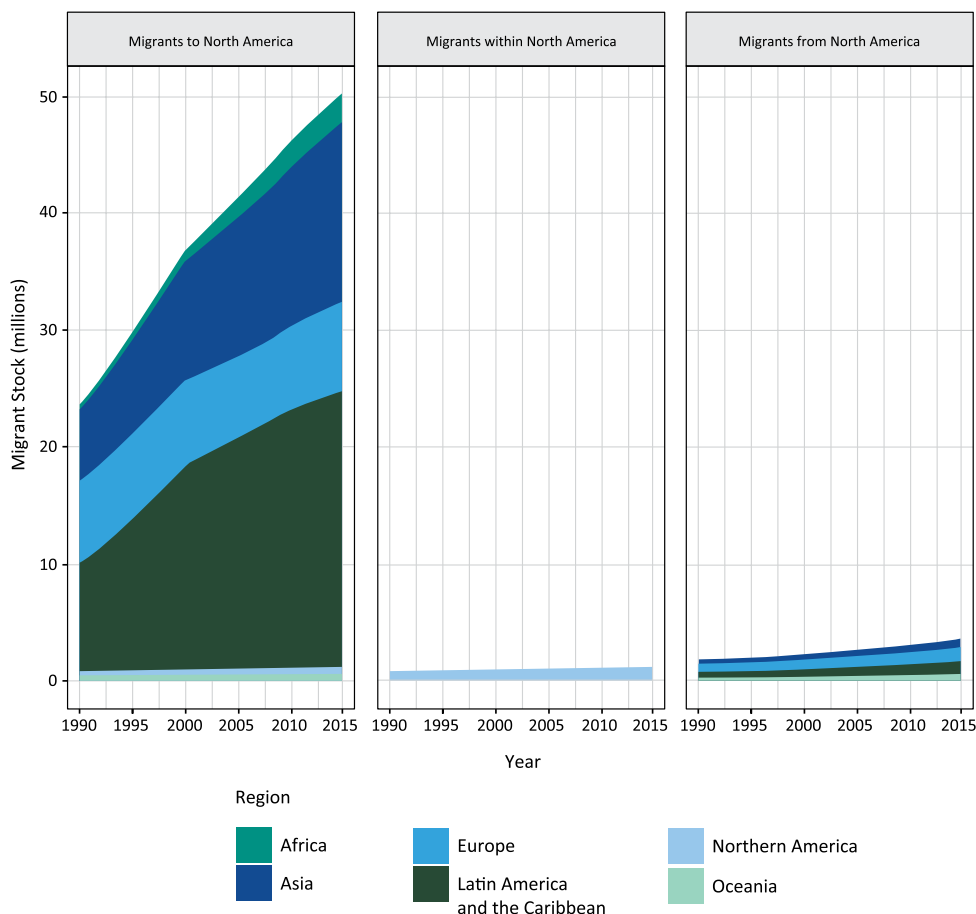 Migrants to North America
Migrants within North America
Migrants from North America
Migrant Stock (millions)
50
40
30
20
10
0
1990 1995 2000 2005 2010 2015
1990 1995 2000 2005 2010 2015
1990 1995 2000 2005 2010 2015
Year
Region
Africa
Europe
Northern America
Asia
Latin America
and the Caribbean
Oceania